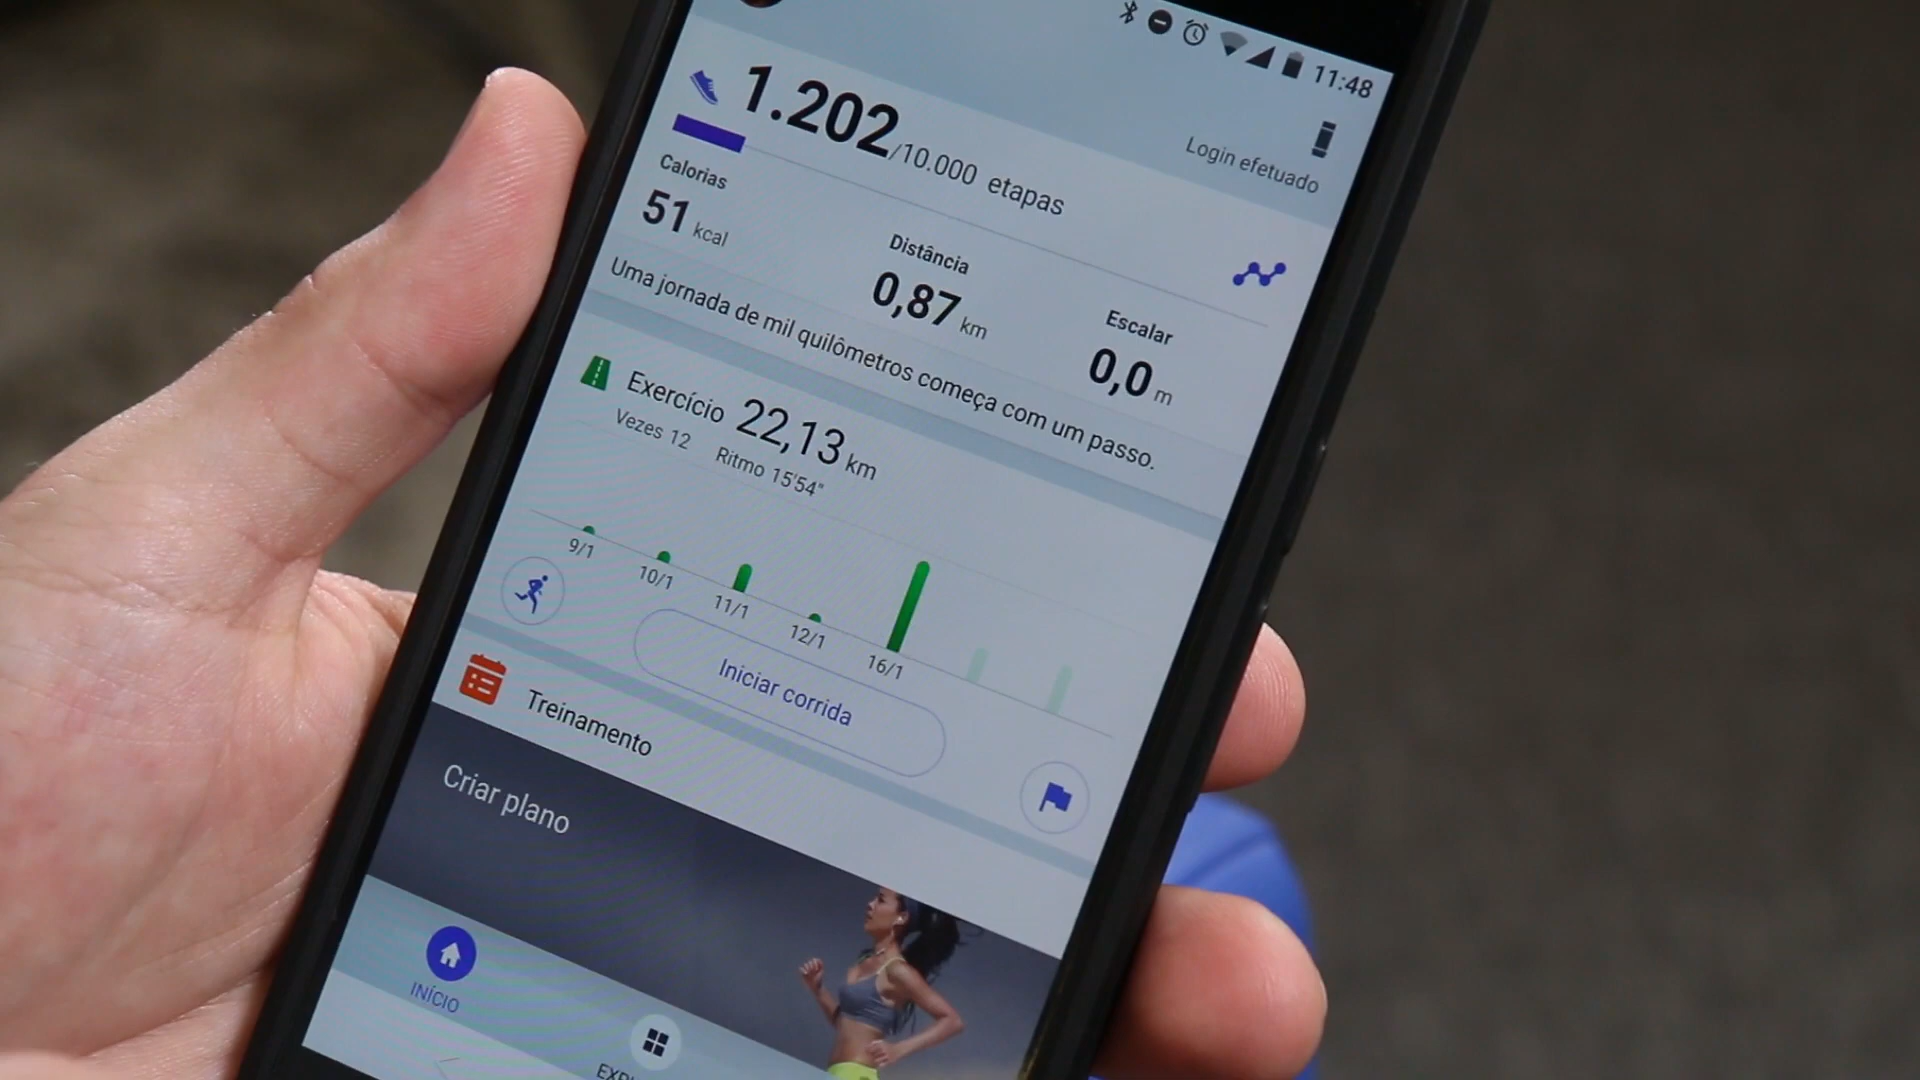 11:48
Login efetuado
1.202/10.000 etapas
Calorias
51 kcal
Distância
0,87 km
Escalar
0,0 m
Uma jornada de mil quilômetros começa com um passo.
Exercício 22,13 km
Vezes 12 Ritmo 15'54"
9/1
10/1
11/1
12/1
16/1
Iniciar corrida
Treinamento
Criar plano
INÍCIO